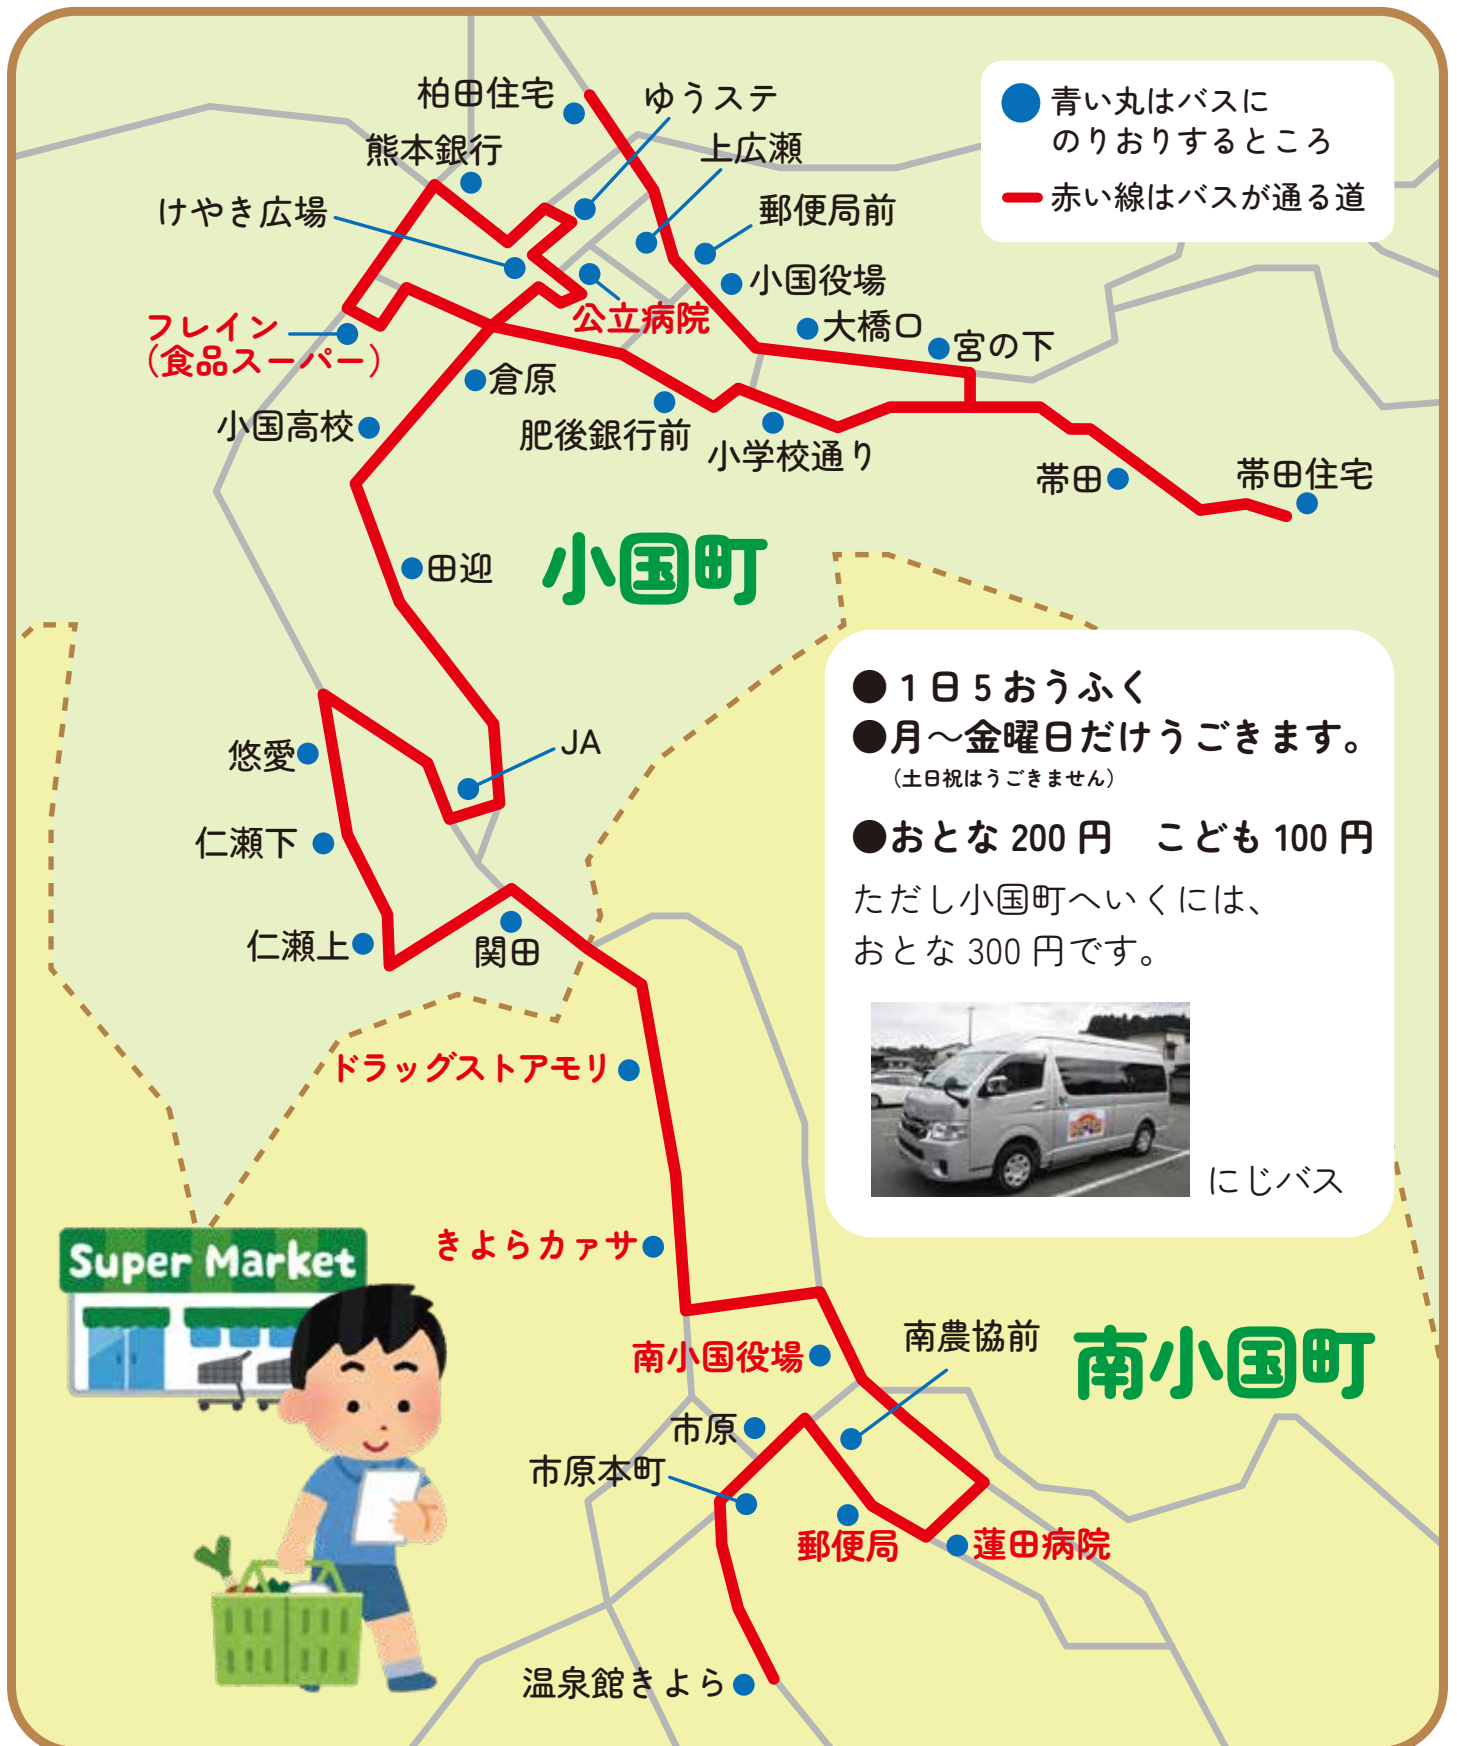 柏田住宅
ゆうステ
熊本銀行
上広瀬
けやき広場
郵便局前
小国役場
公立病院
大橋口
宮の下
フレイン
（食品スーパー）
倉原
小国高校
肥後銀行前
小学校通り
帯田
帯田住宅
青い丸はバスに
のりおりするところ
赤い線はバスが通る道
小国町
田迎
JA
悠愛
仁瀬下
仁瀬上
関田
●1日5おうふく
●月～金曜日だけうごきます。
（土日祝はうごきません）
●おとな 200 円　こども 100 円
ただし小国町へいくには、
おとな 300 円です。
にじバス
ドラッグストアモリ
きよらカァサ
Super Market
南小国役場
南農協前
南小国町
市原
市原本町
郵便局
蓮田病院
温泉館きよら